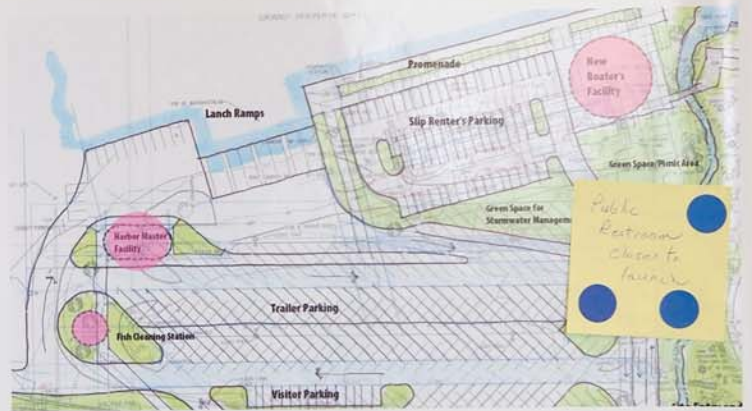 Promenade
New
Boater's
Facility
Lanch Ramps
Slip Renter's Parking
Green Space/Picnic Area
Green Space for
Stormwater Managem
Public
Restroom
closer to
launch
Harbor Master
Facility
Trailer Parking
Fish Cleaning Station
Visitor Parking